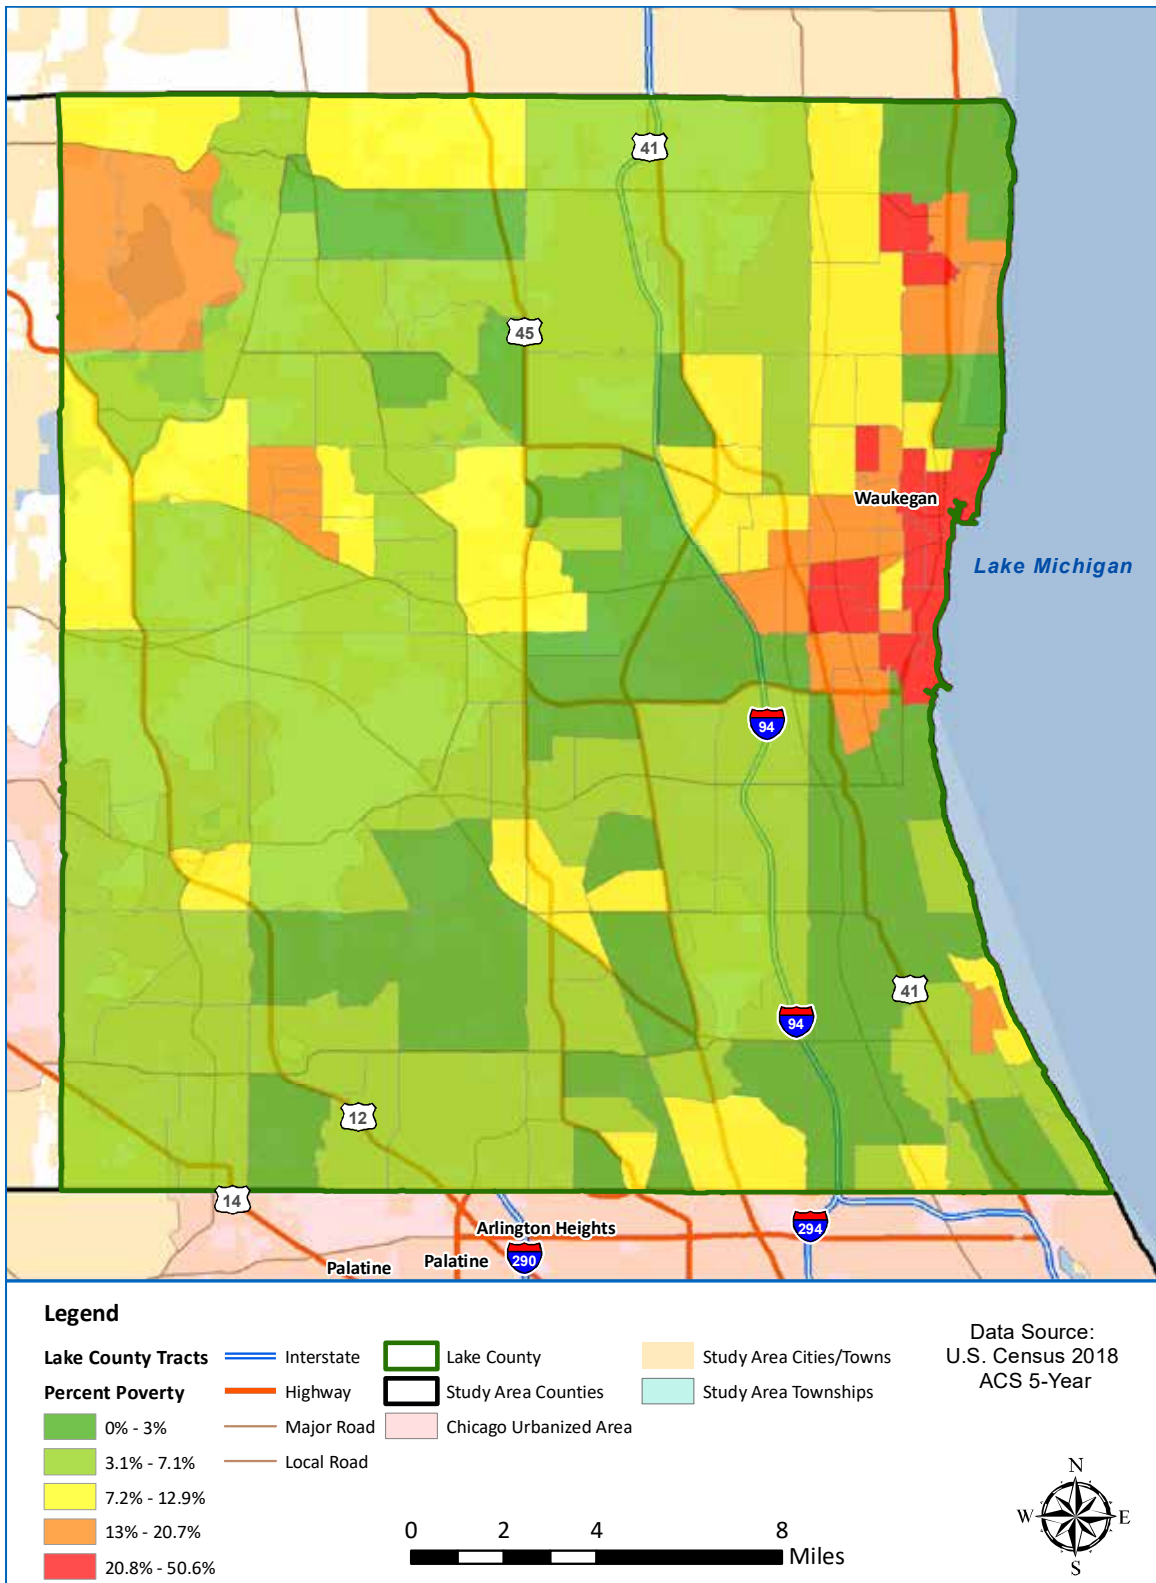 41
45
Waukegan
Lake Michigan
94
41
94
12
14
Arlington Heights
294
Palatine
290
Palatine
Legend
Lake County Tracts
Percent Poverty
0% - 3%
3.1% - 7.1%
7.2% - 12.9%
13% - 20.7%
20.8% - 50.6%
Interstate
Highway
Major Road
Local Road
Lake County
Study Area Counties
Chicago Urbanized Area
Study Area Cities/Towns
Study Area Townships
Data Source:
U.S. Census 2018
ACS 5-Year
0 2 4 8
Miles
N
W E
S